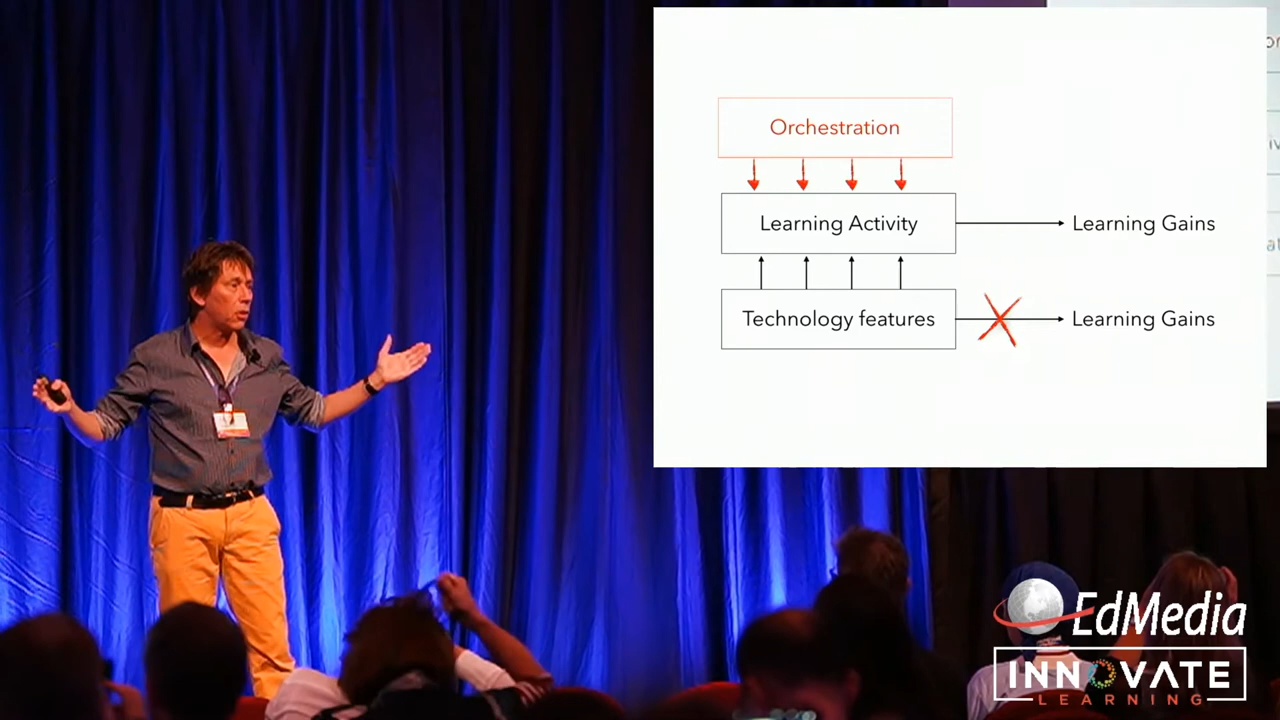 Orchestration
Learning Activity
Learning Gains
Technology features
Learning Gains
EdMedia
INNOVATE
LEARNING